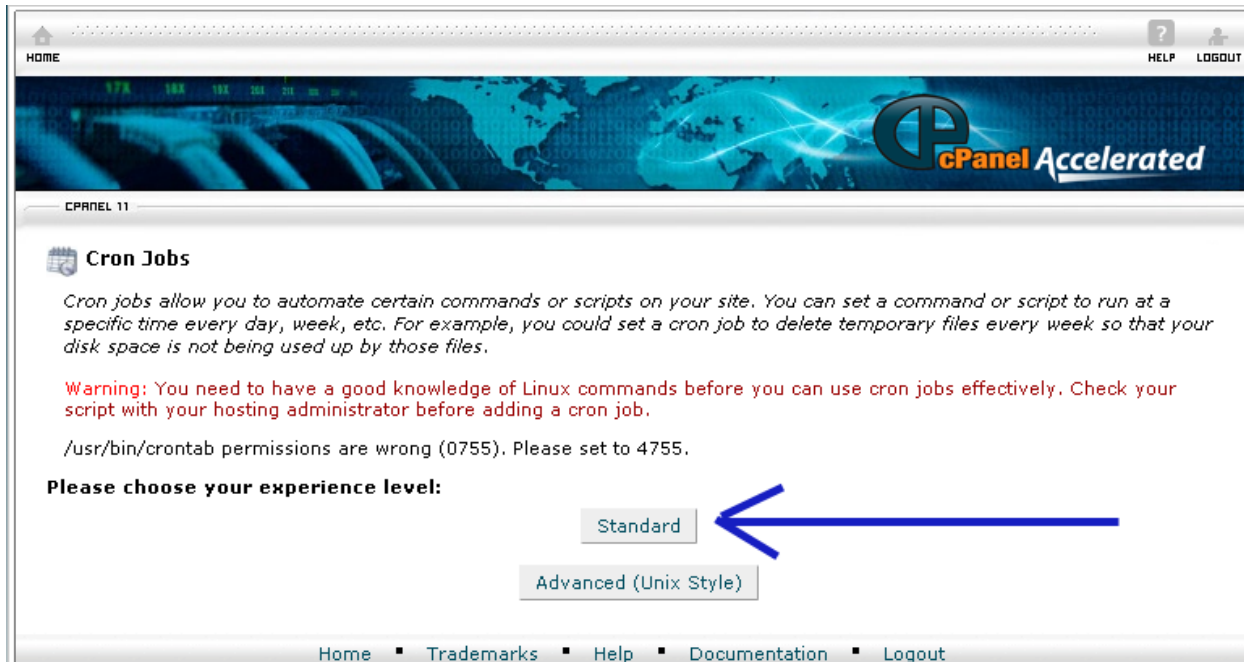 HOME
HELP LOGOUT
17X 18X 19X 20X 21X
cPanel Accelerated
CPANEL 11
Cron Jobs
Cron jobs allow you to automate certain commands or scripts on your site. You can set a command or script to run at a
specific time every day, week, etc. For example, you could set a cron job to delete temporary files every week so that your
disk space is not being used up by those files.
Warning: You need to have a good knowledge of Linux commands before you can use cron jobs effectively. Check your
script with your hosting administrator before adding a cron job.
/usr/bin/crontab permissions are wrong (0755). Please set to 4755.
Please choose your experience level:
Standard
Advanced (Unix Style)
Home ▪ Trademarks ▪ Help ▪ Documentation ▪ Logout